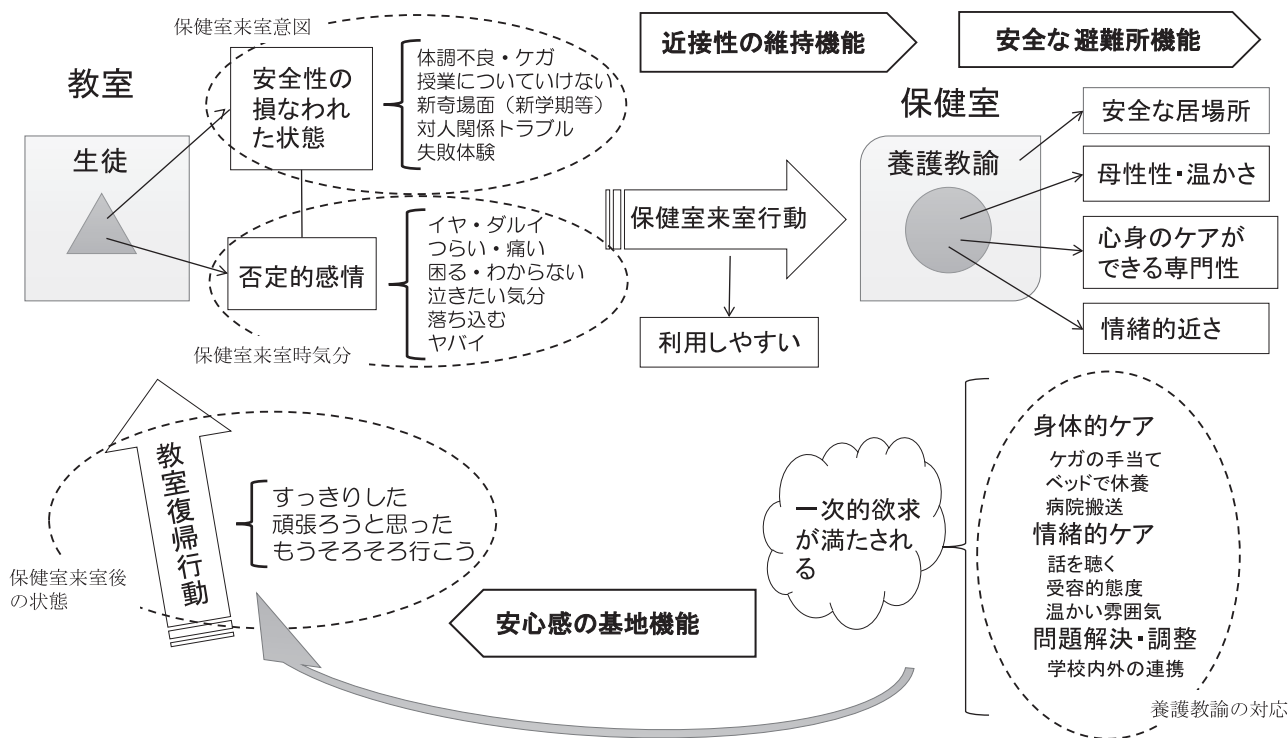 保健室来室意図
近接性の維持機能
安全な避難所機能
教室
安全性の
損なわれ
た状態
体調不良・ケガ
授業についていけない
新奇場面（新学期等）
対人関係トラブル
失敗体験
生徒
否定的感情
イヤ・ダルイ
つらい・痛い
困る・わからない
泣きたい気分
落ち込む
ヤバイ
保健室来室時気分
保健室来室行動
利用しやすい
保健室
養護教諭
安全な居場所
母性性・温かさ
心身のケアが
できる専門性
情緒的近さ
身体的ケア
ケガの手当て
ベッドで休養
病院搬送
情緒的ケア
話を聴く
受容的態度
温かい雰囲気
問題解決・調整
学校内外の連携
養護教諭の対応
一次的欲求
が満たされ
る
安心感の基地機能
教室復帰行動
すっきりした
頑張ろうと思った
もうそろそろ行こう
保健室来室後
の状態